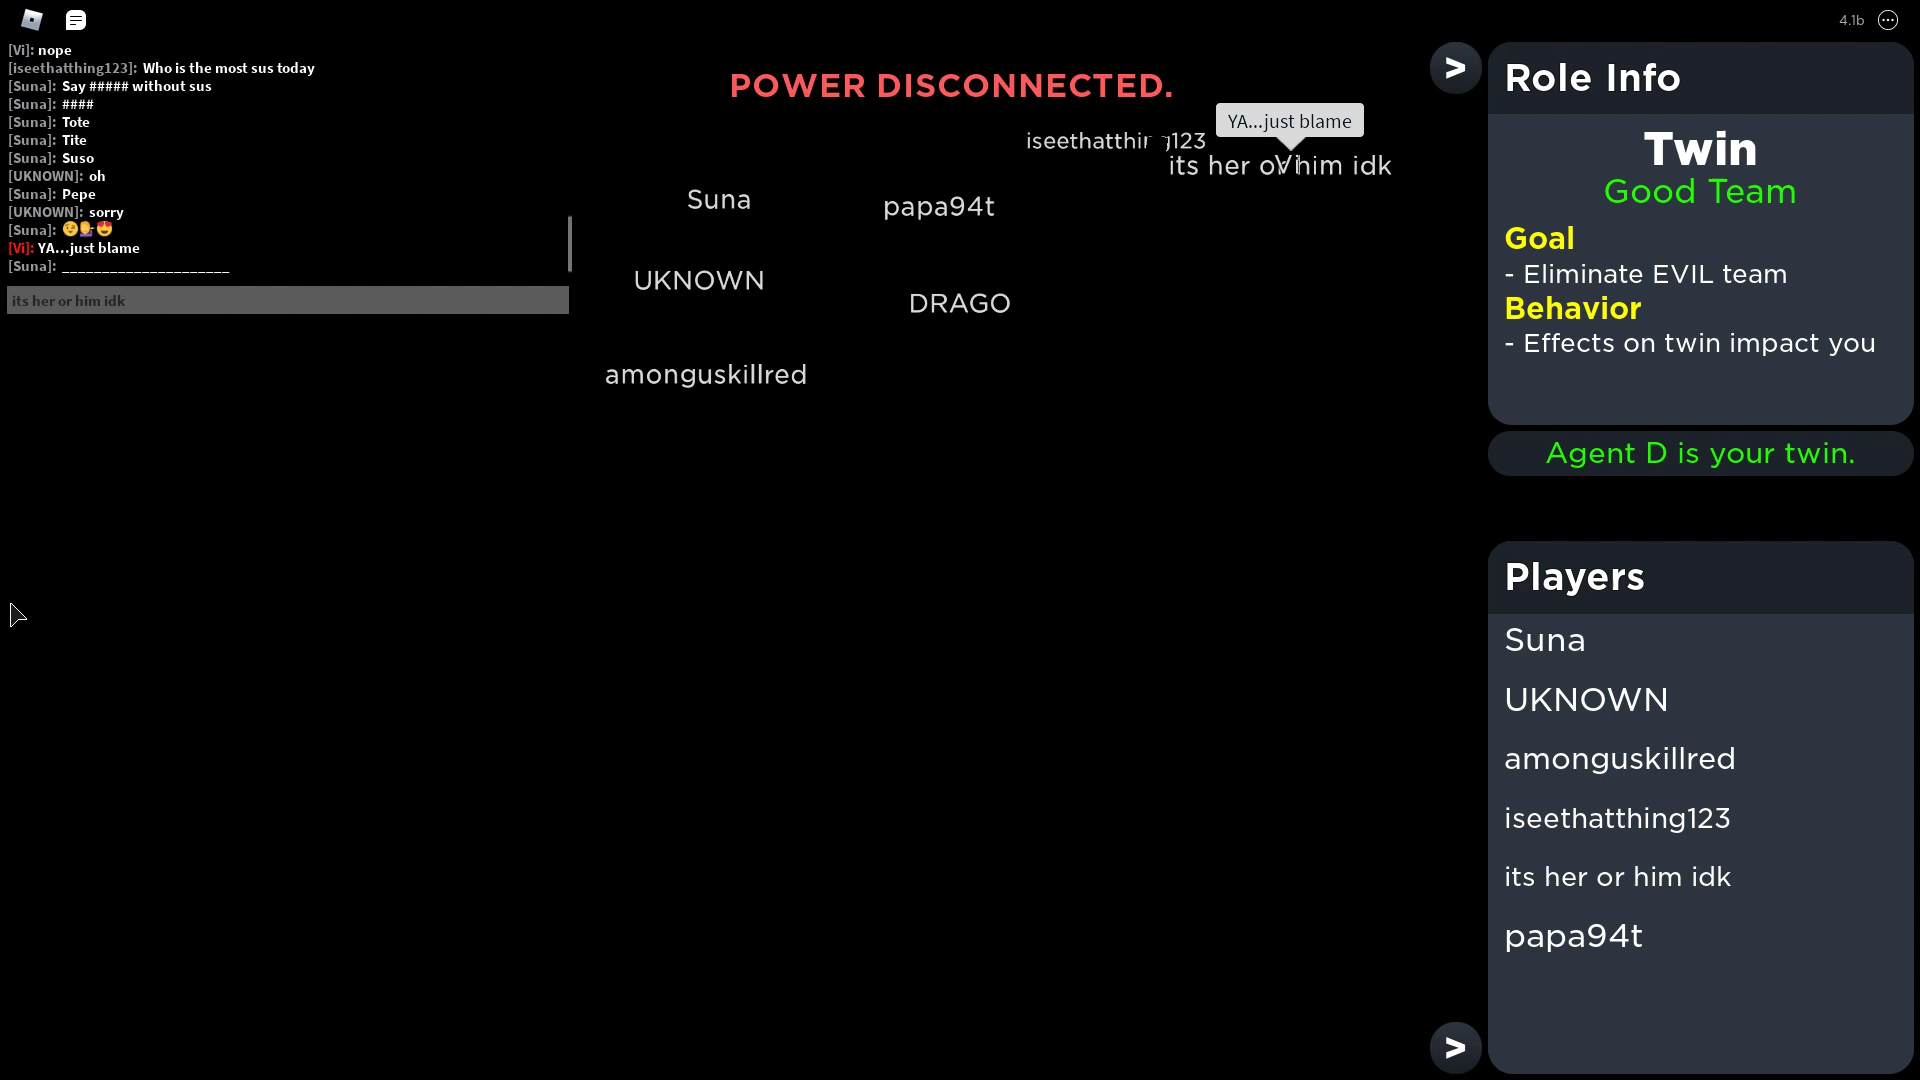 4.1b
[Vi]: nope
[iseethatthing123]: Who is the most sus today
[Suna]: Say ##### without sus
[Suna]: ####
[Suna]: Tote
[Suna]: Tite
[Suna]: Suso
[UKNOWN]: oh
[Suna]: Pepe
[UKNOWN]: sorry
[Suna]: 😉💁😍
[Vi]: YA...just blame
[Suna]: _____________________
its her or him idk
POWER DISCONNECTED.
YA...just blame
iseethatthing123
its her or him idk
Vi
Suna
papa94t
UKNOWN
DRAGO
amonguskillred
>
Role Info
Twin
Good Team
Goal
- Eliminate EVIL team
Behavior
- Effects on twin impact you
Agent D is your twin.
Players
Suna
UKNOWN
amonguskillred
iseethatthing123
its her or him idk
papa94t
>